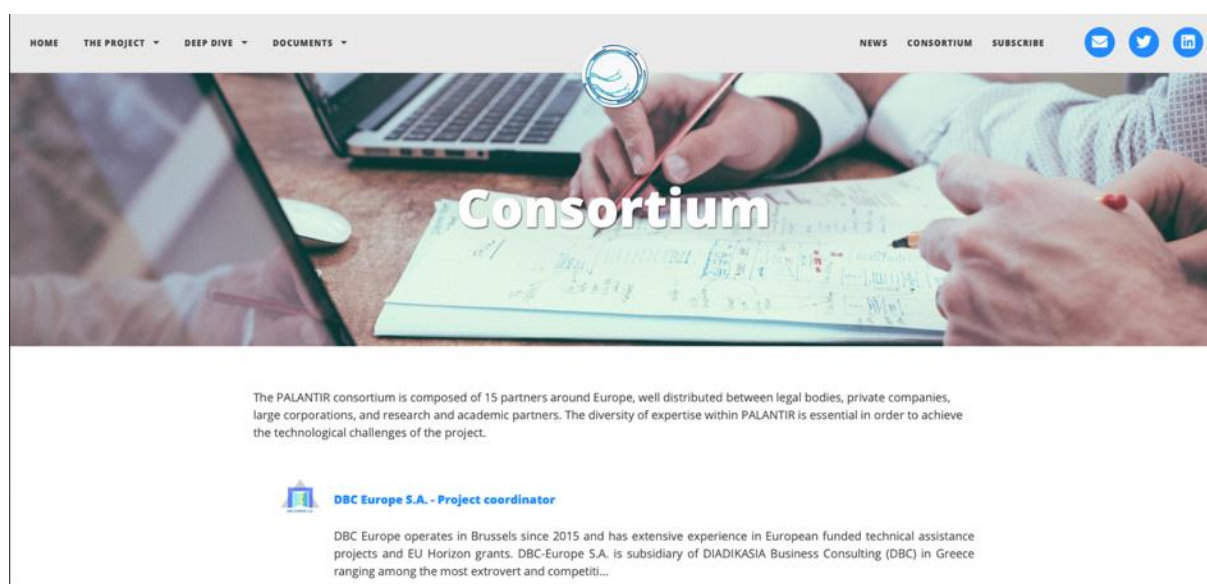 HOME THE PROJECT DEEP DIVE DOCUMENTS NEWS CONSORTIUM SUBSCRIBE
Consortium
The PALANTIR consortium is composed of 15 partners around Europe, well distributed between legal bodies, private companies,
large corporations, and research and academic partners. The diversity of expertise within PALANTIR is essential in order to achieve
the technological challenges of the project.
DBC Europe S.A. - Project coordinator
DBC Europe operates in Brussels since 2015 and has extensive experience in European funded technical assistance
projects and EU Horizon grants. DBC-Europe S.A. is subsidiary of DIADIKASIA Business Consulting (DBC) in Greece
ranging among the most extrovert and competiti...